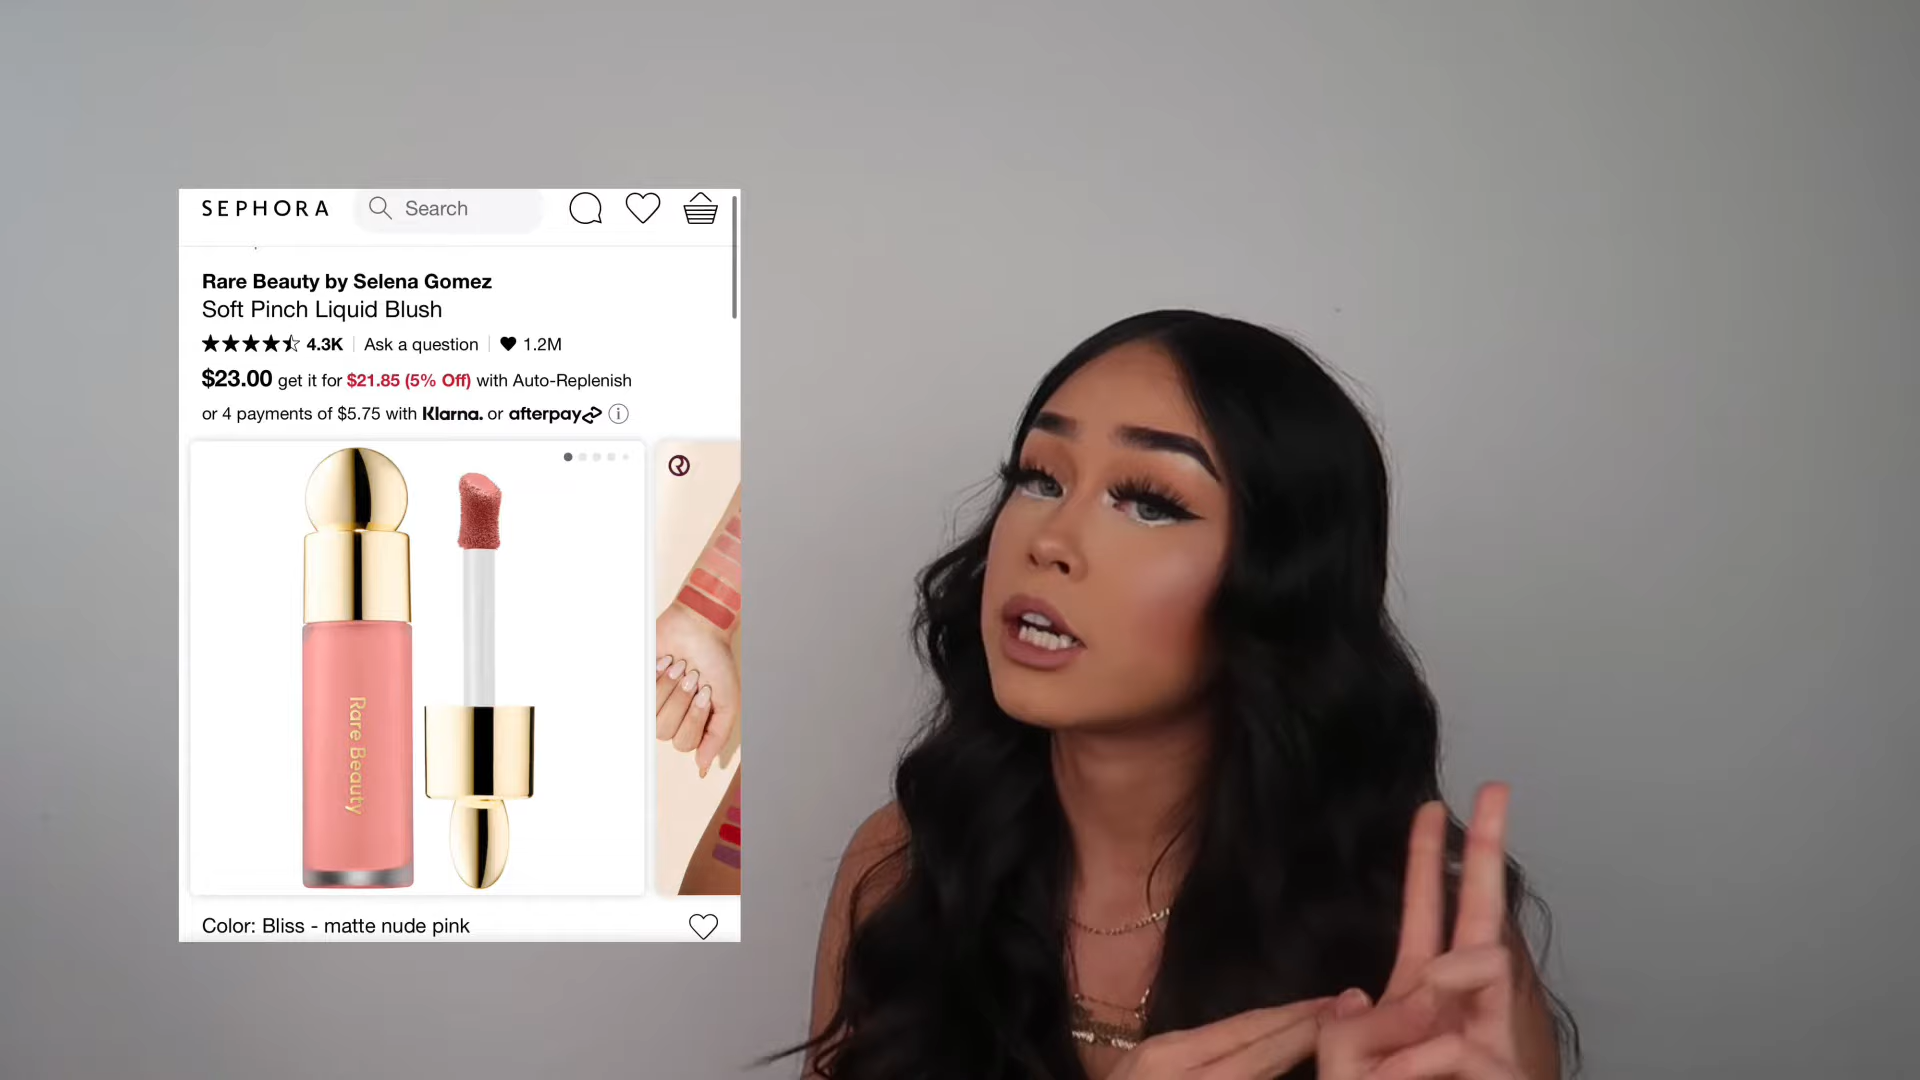 SEPHORA Search
Rare Beauty by Selena Gomez
Soft Pinch Liquid Blush
4.3K Ask a question 1.2M
$23.00 get it for $21.85 (5% Off) with Auto-Replenish
or 4 payments of $5.75 with Klarna. or afterpay
Rare Beauty
Color: Bliss - matte nude pink